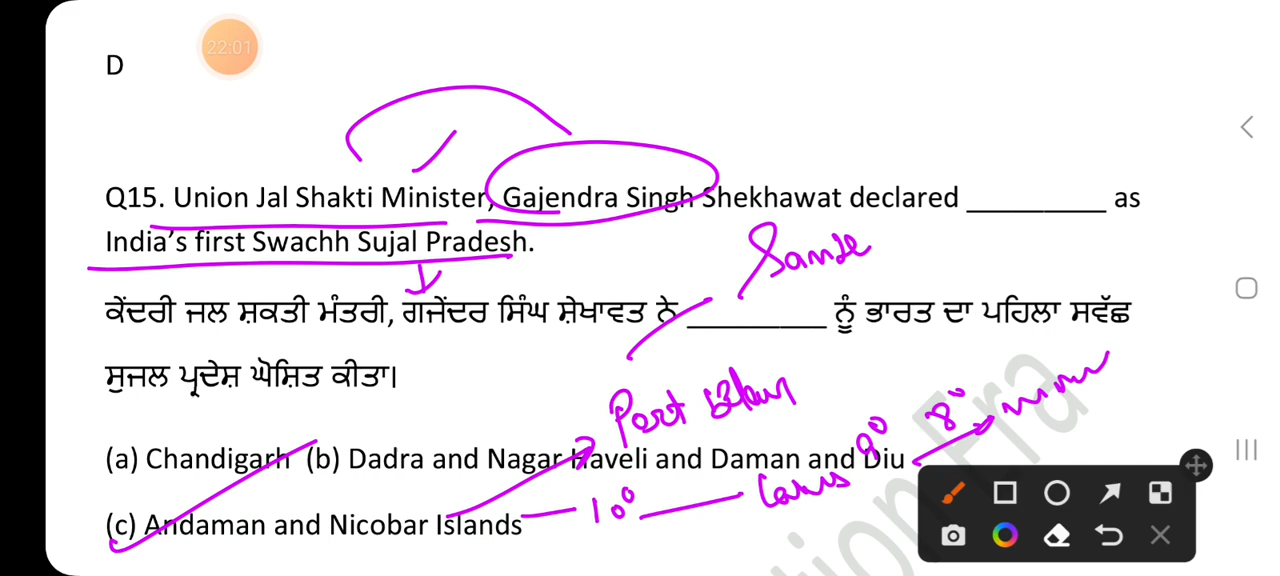 22:01
D
Q15. Union Jal Shakti Minister, Gajendra Singh Shekhawat declared _________ as
India's first Swachh Sujal Pradesh.
ਕੇਂਦਰੀ ਜਲ ਸ਼ਕਤੀ ਮੰਤਰੀ, ਗਜੇਂਦਰ ਸਿੰਘ ਸ਼ੇਖਾਵਤ ਨੇ _________ ਨੂੰ ਭਾਰਤ ਦਾ ਪਹਿਲਾ ਸਵੱਛ
ਸੁਜਲ ਪ੍ਰਦੇਸ਼ ਘੋਸ਼ਿਤ ਕੀਤਾ।
Port
8°
(a) Chandigarh (b) Dadra and Nagar Haveli and Daman and Diu
9°
(c) Andaman and Nicobar Islands
10°